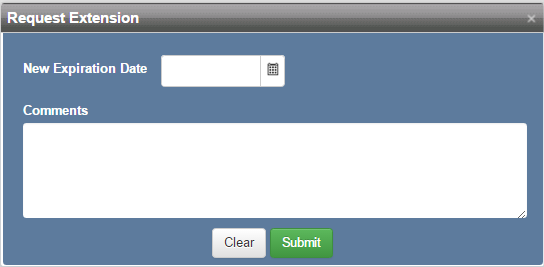 Request Extension
New Expiration Date
Comments
Clear Submit